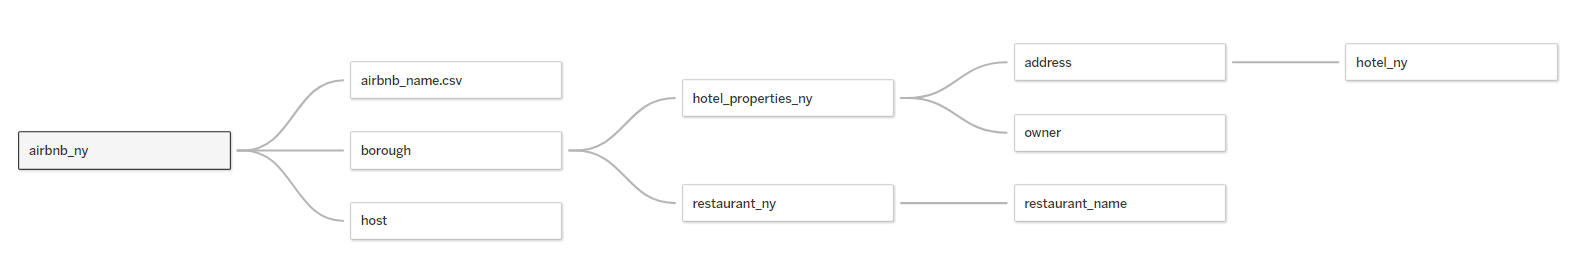 airbnb_ny
airbnb_name.csv
borough
host
hotel_properties_ny
restaurant_ny
address
owner
restaurant_name
hotel_ny